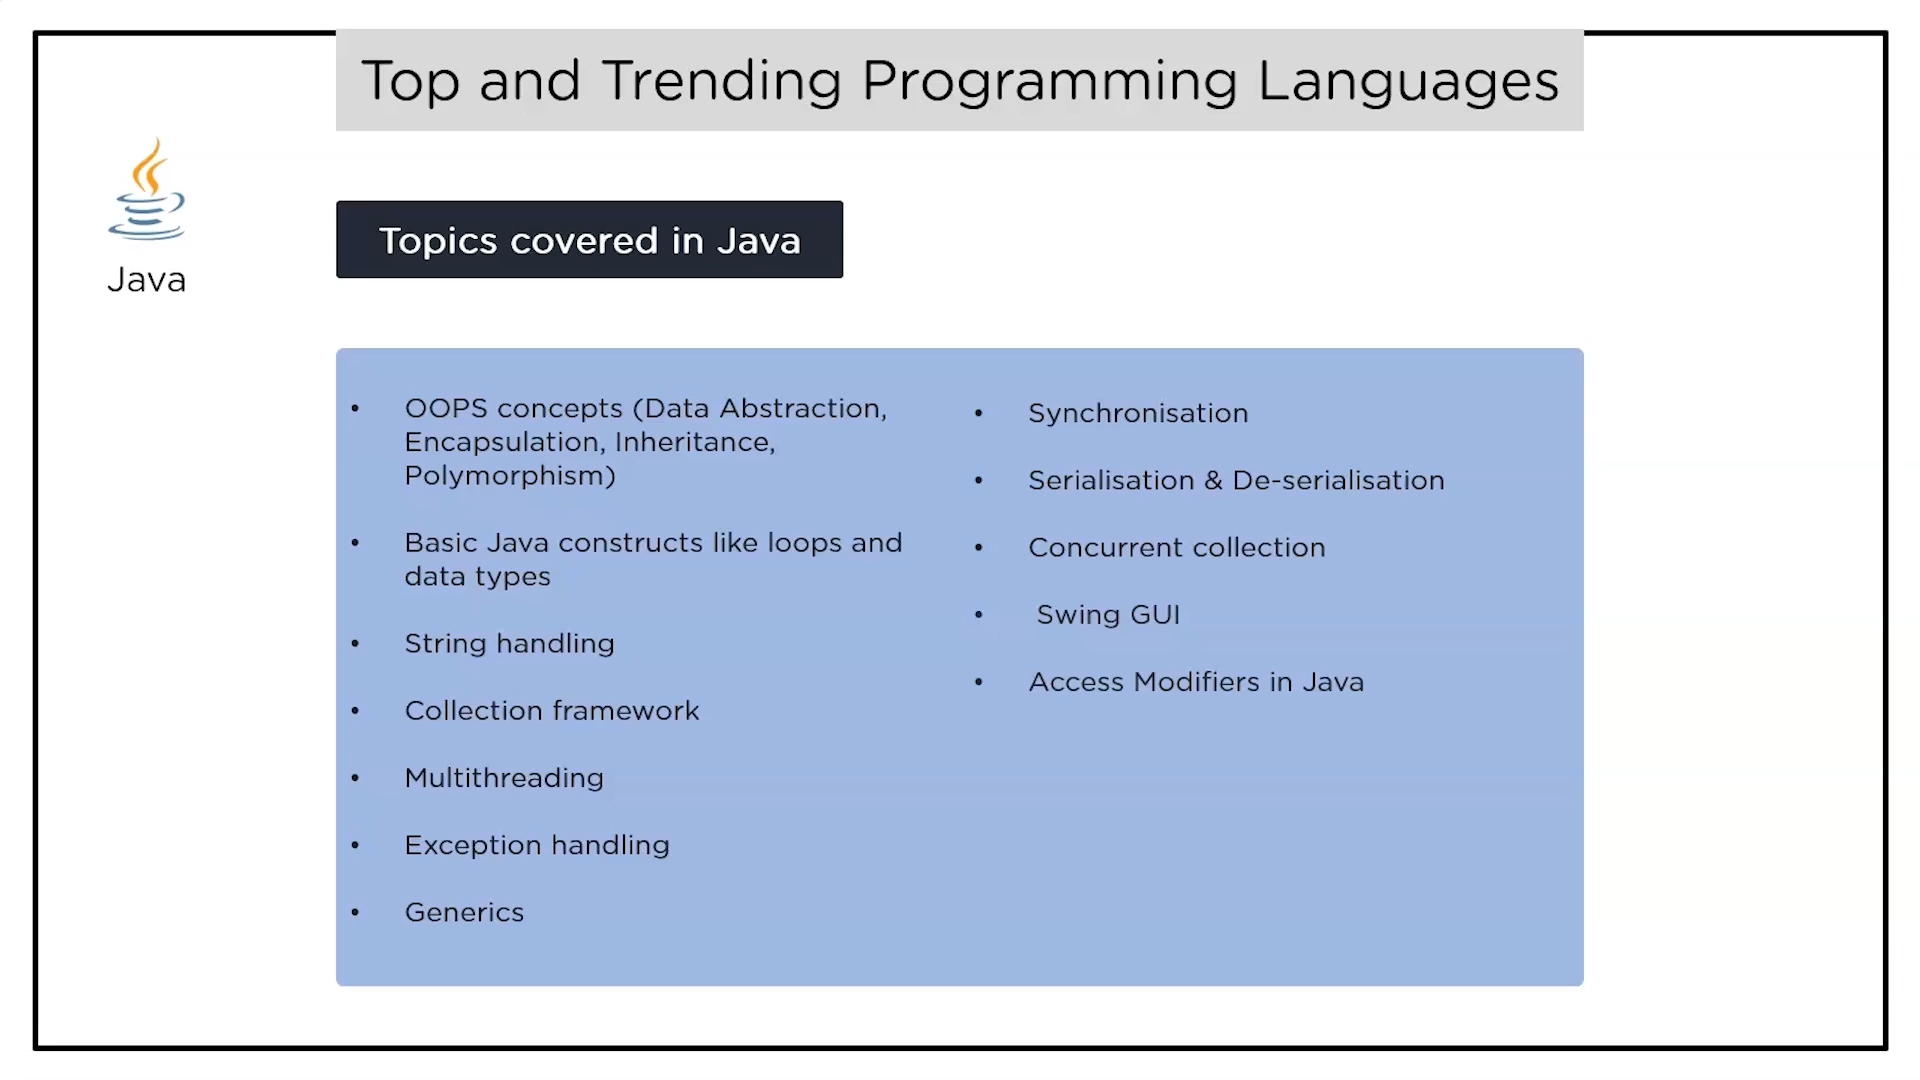 Top and Trending Programming Languages
Java
Topics covered in Java
• OOPS concepts (Data Abstraction,
Encapsulation, Inheritance,
Polymorphism)
• Basic Java constructs like loops and
data types
• String handling
• Collection framework
• Multithreading
• Exception handling
• Generics
• Synchronisation
• Serialisation & De-serialisation
• Concurrent collection
• Swing GUI
• Access Modifiers in Java